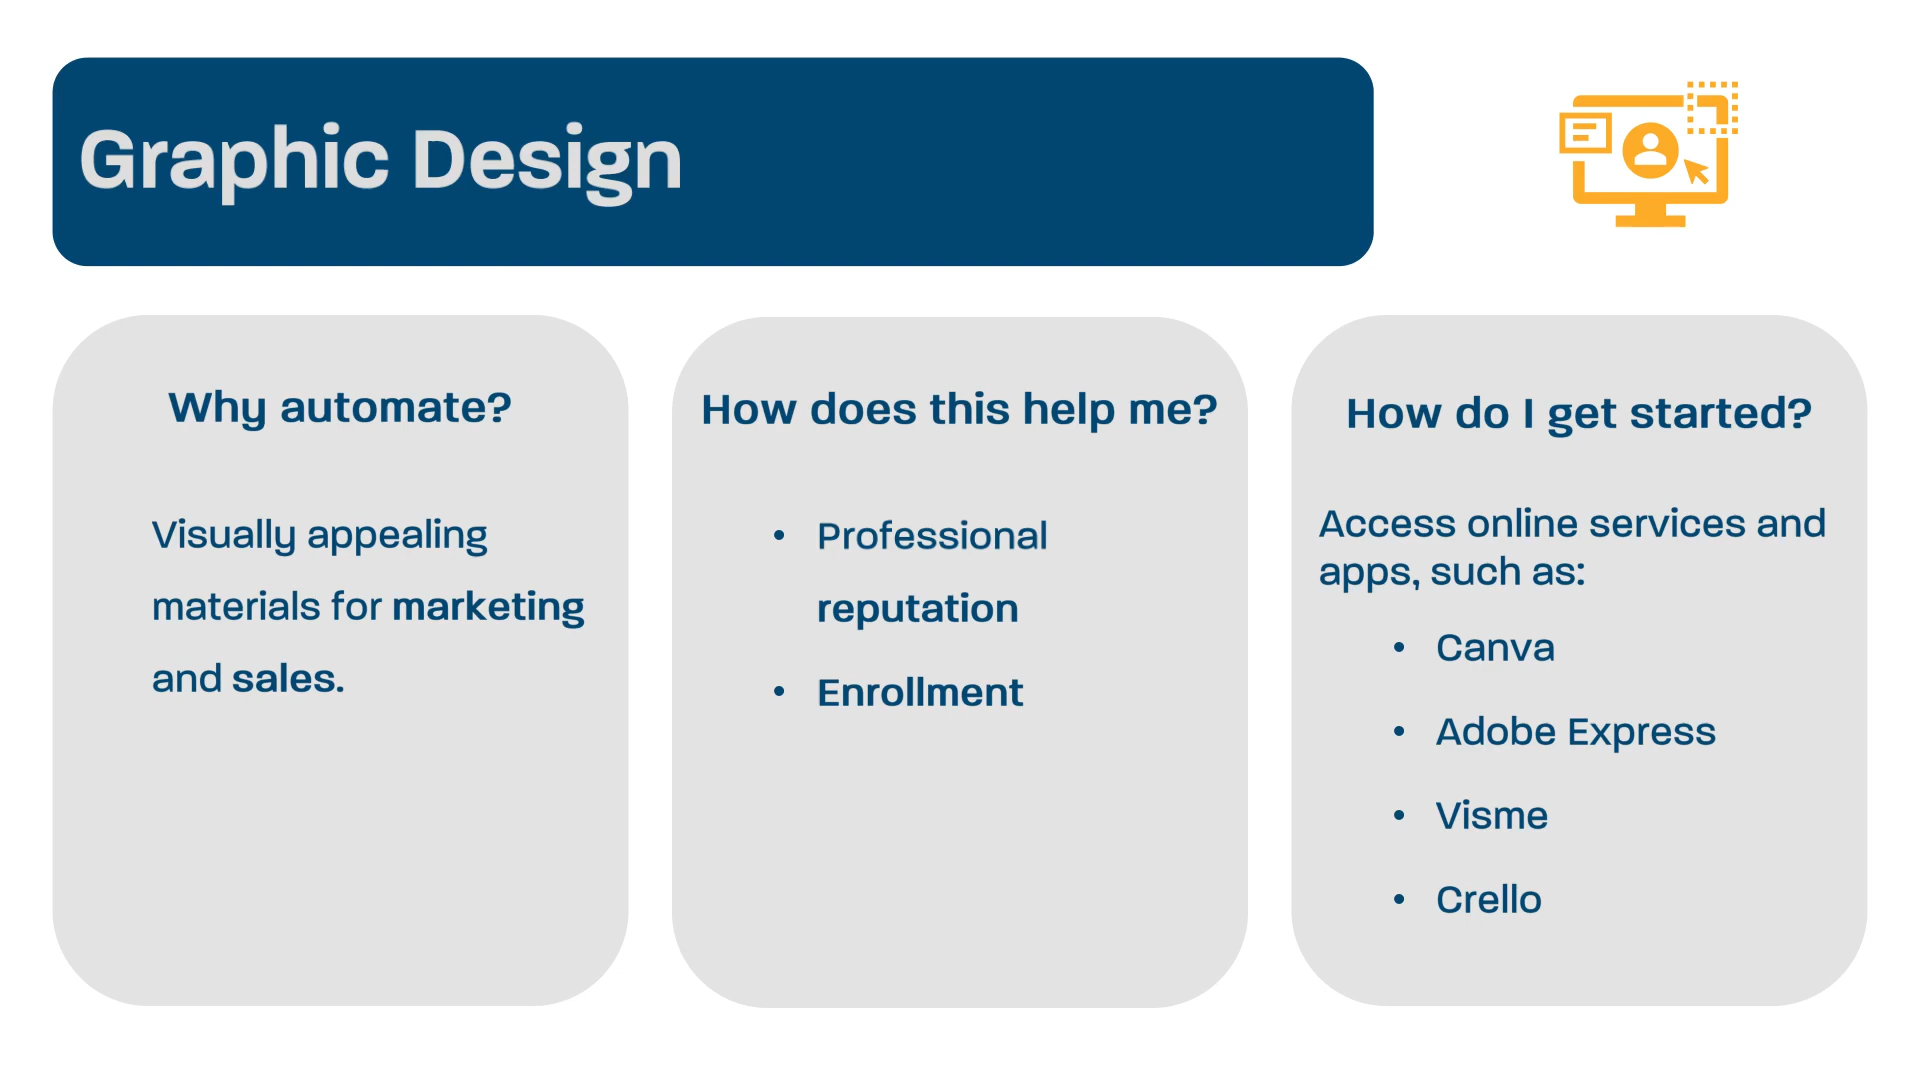 Graphic Design
Why automate?
Visually appealing
materials for marketing
and sales.
How does this help me?
• Professional
reputation
• Enrollment
How do I get started?
Access online services and
apps, such as:
• Canva
• Adobe Express
• Visme
• Crello